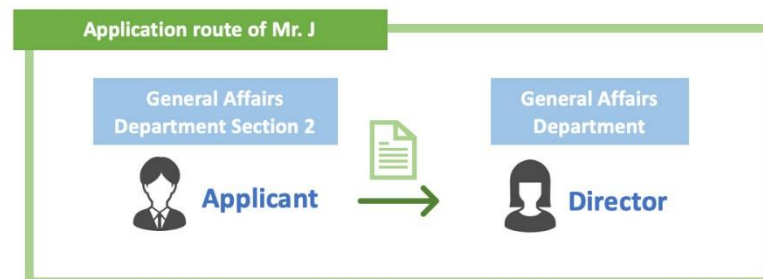 Application route of Mr. J
General Affairs
Department Section 2
Applicant
General Affairs
Department
Director